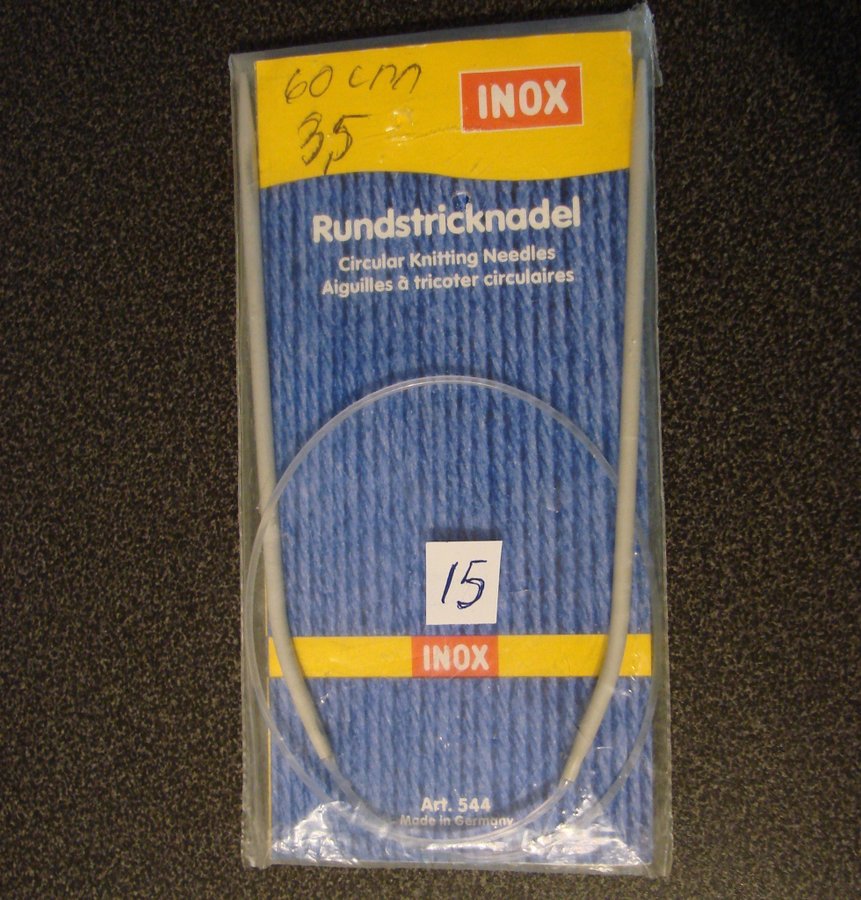 60 cm
INOX
3,5
Rundstricknadel
Circular Knitting Needles
Aiguilles à tricoter circulaires
15
INOX
Art. 544
Made in Germany